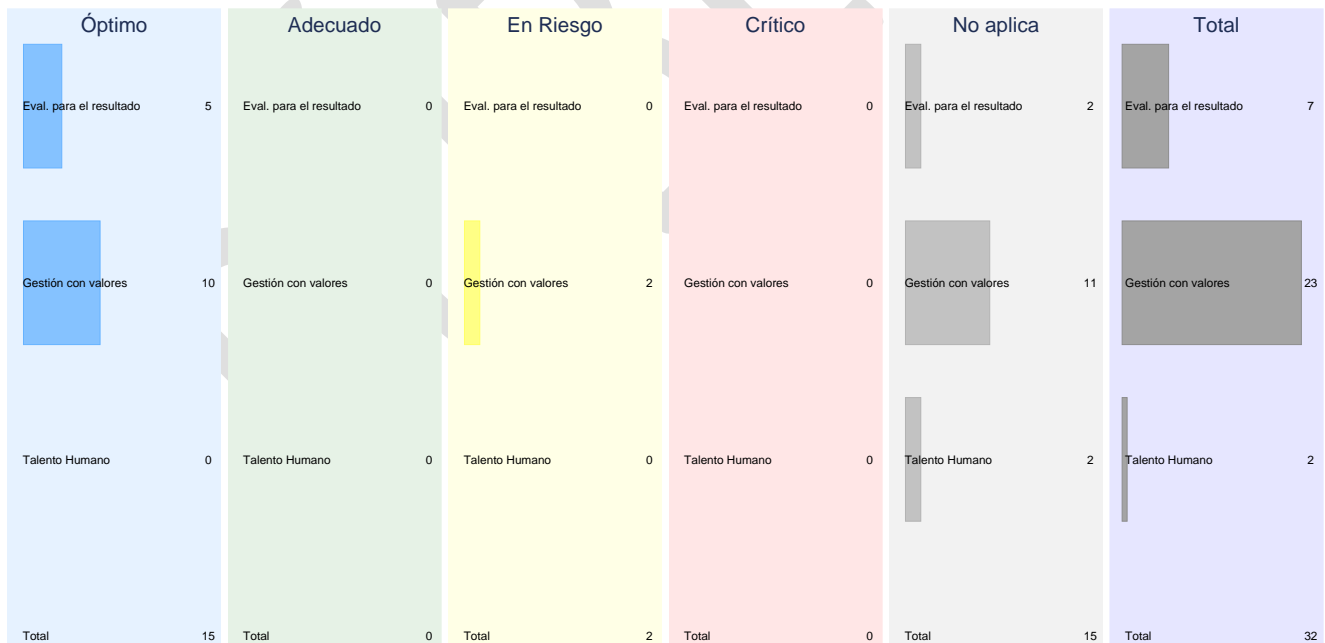 Óptimo Adecuado En Riesgo Crítico No aplica Total
Eval. para el resultado 5 Eval. para el resultado 0 Eval. para el resultado 0 Eval. para el resultado 0 Eval. para el resultado 2 Eval. para el resultado 7
Gestión con valores 10 Gestión con valores 0 Gestión con valores 2 Gestión con valores 0 Gestión con valores 11 Gestión con valores 23
Talento Humano 0 Talento Humano 0 Talento Humano 0 Talento Humano 0 Talento Humano 2 Talento Humano 2
Total 15 Total 0 Total 2 Total 0 Total 15 Total 32